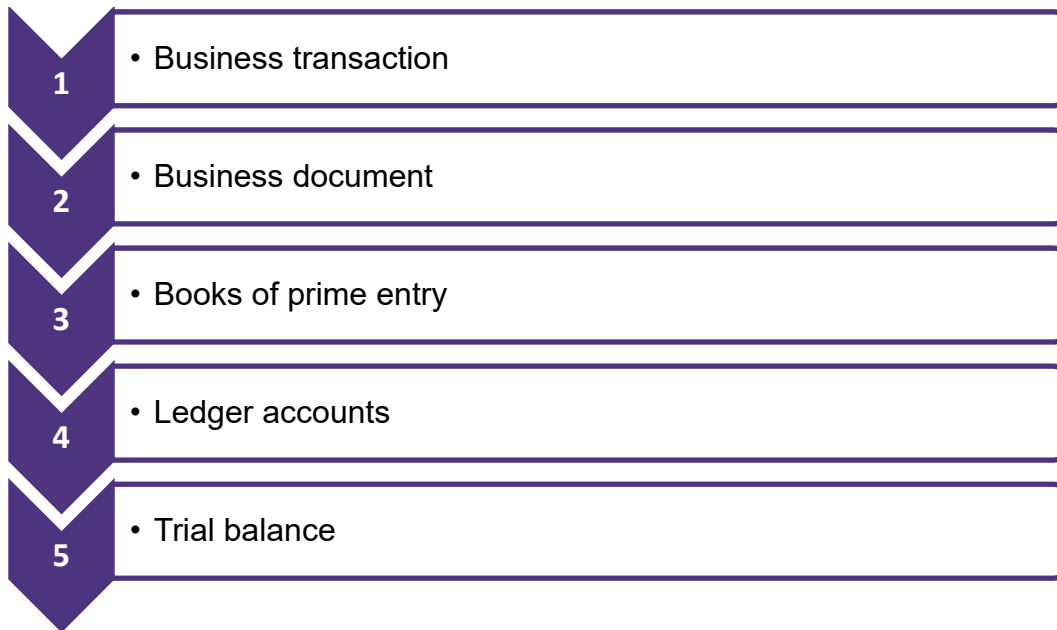 1
• Business transaction
2
• Business document
3
• Books of prime entry
4
• Ledger accounts
5
• Trial balance